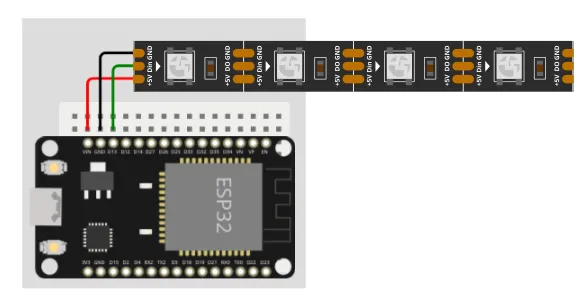 +5V Din GND
+5V DO GND
+5V Din GND
+5V DO GND
+5V Din GND
+5V DO GND
+5V Din GND
+5V DO GND
VIN GND D13 D12 D14 D27 D26 D25 D33 D32 D35 D34 VN VP EN
ESP32
3V3 GND D15 D2 D4 RX2 TX2 D5 D18 D19 D21 RX0 TX0 D22 D23